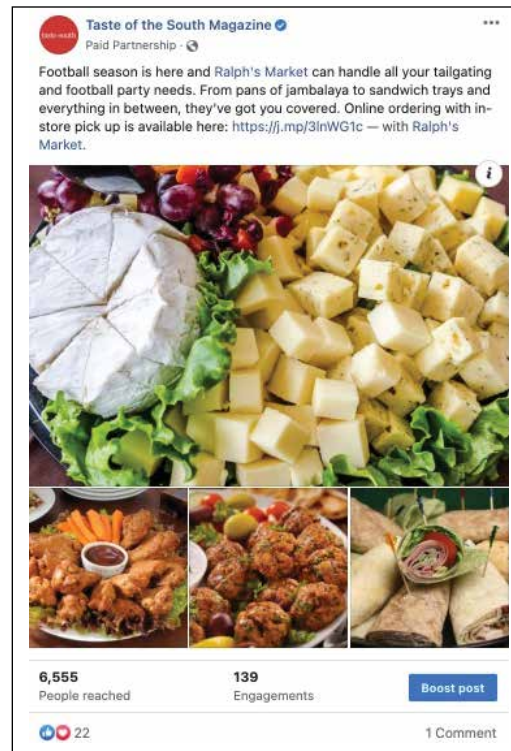 taste south
Taste of the South Magazine
Paid Partnership ·
Football season is here and Ralph's Market can handle all your tailgating
and football party needs. From pans of jambalaya to sandwich trays and
everything in between, they've got you covered. Online ordering with in-
store pick up is available here: https://j.mp/3lnWG1c — with Ralph's
Market.
i
6,555
People reached
139
Engagements
Boost post
22
1 Comment